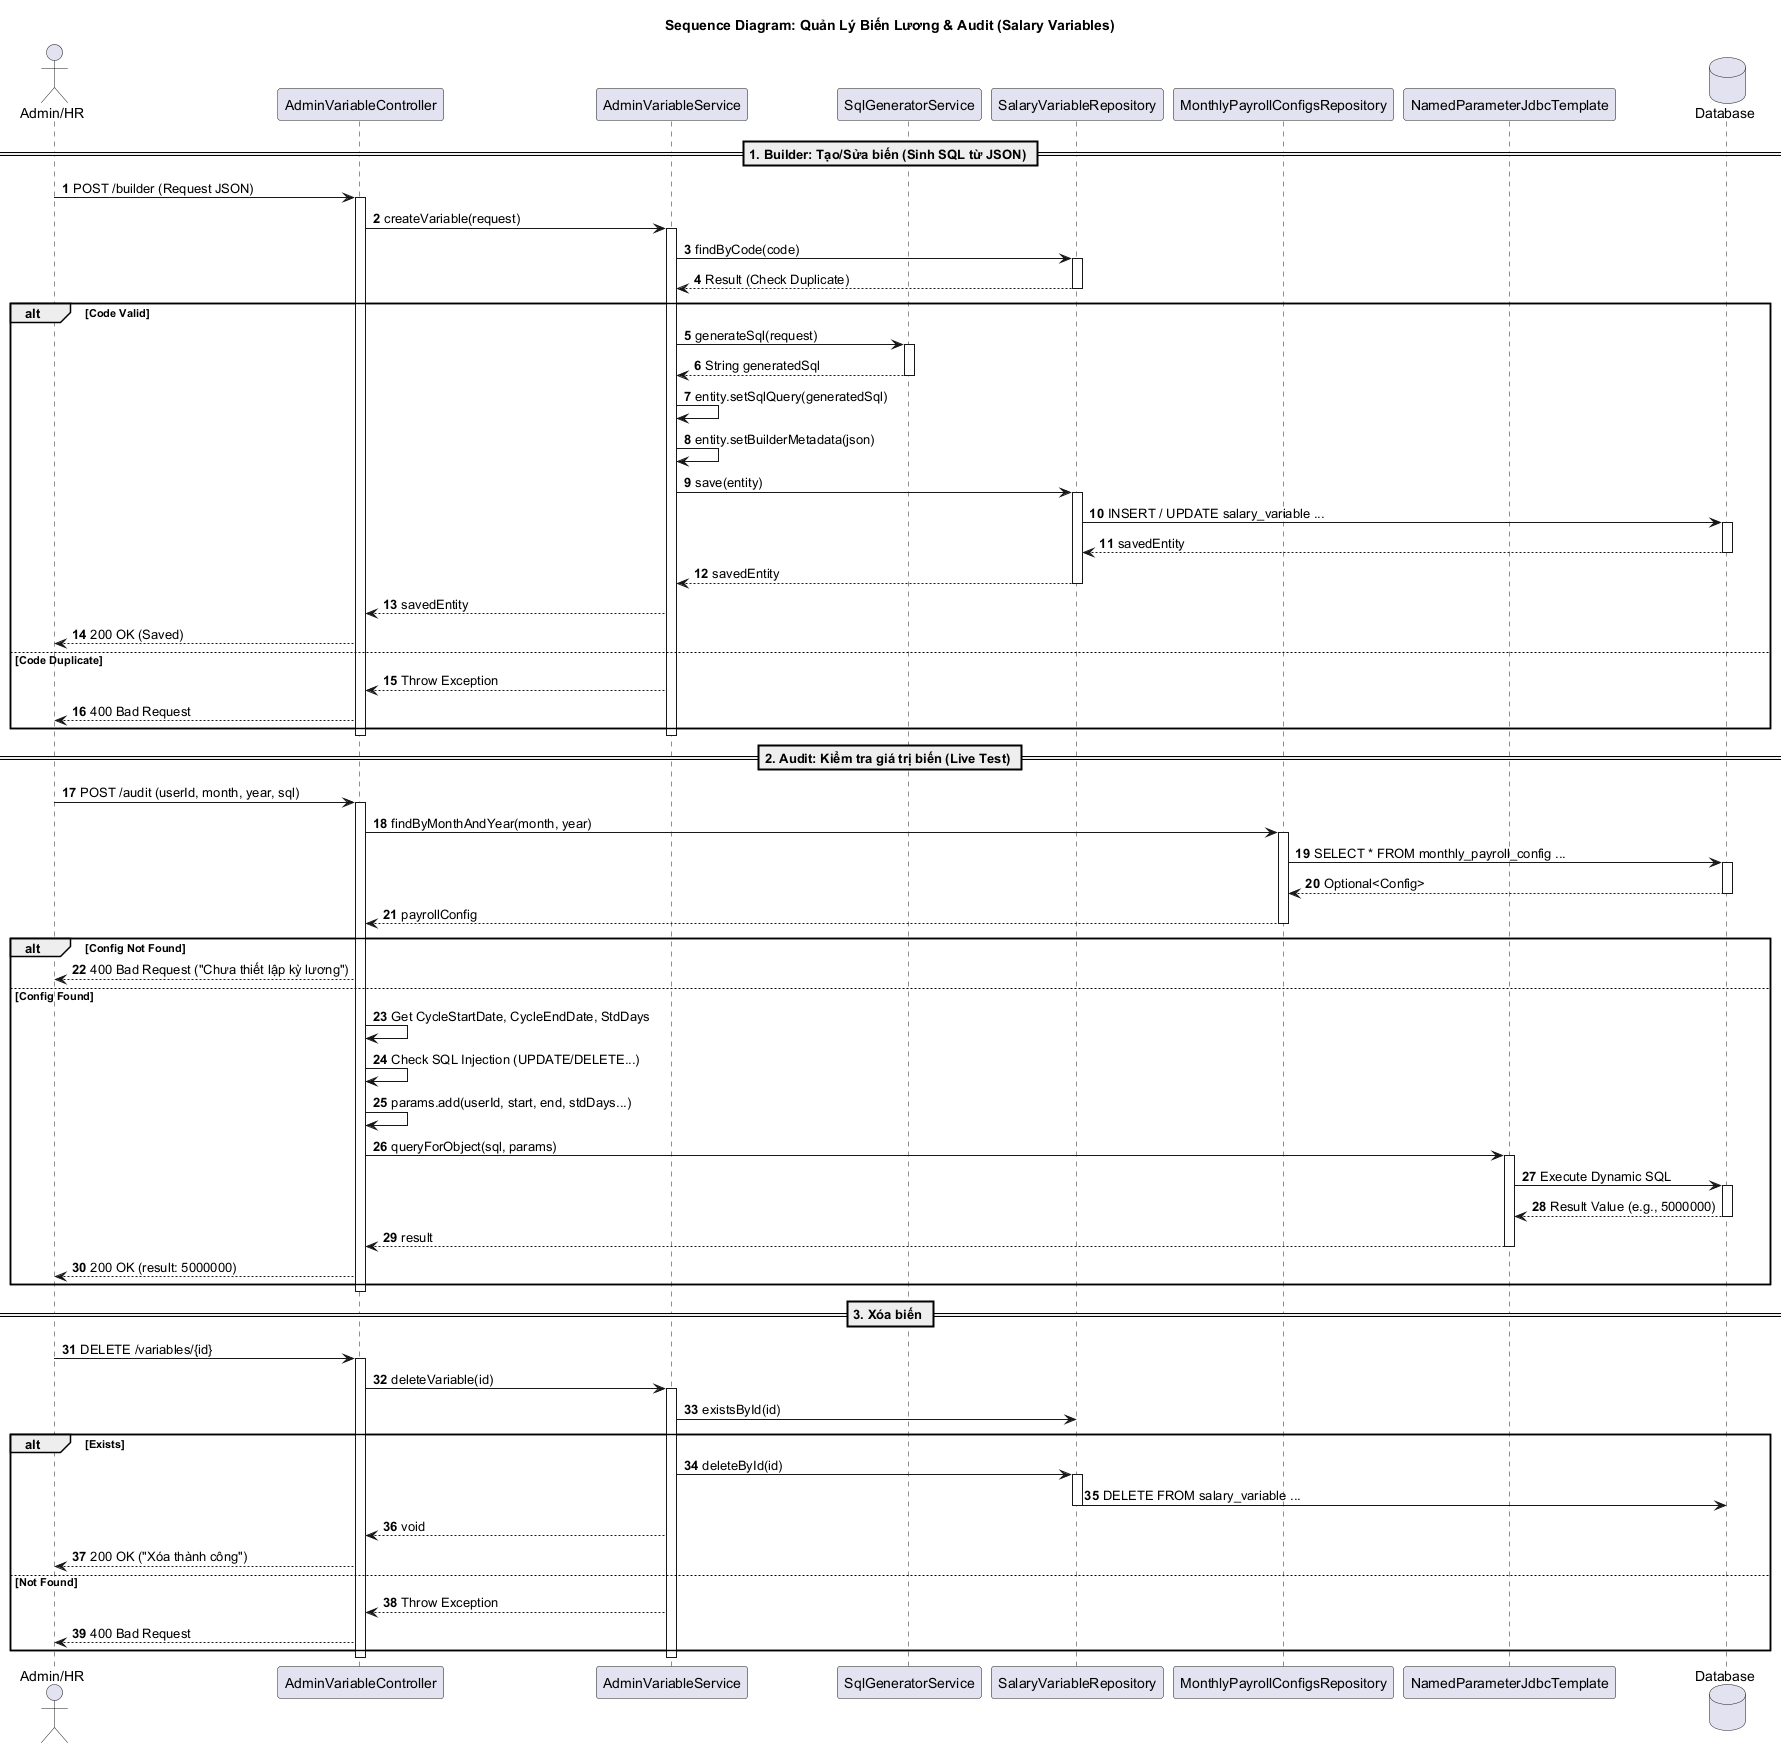 Sequence Diagram: Quản Lý Biến Lương & Audit (Salary Variables)
Admin/HR
AdminVariableController
AdminVariableService
SqlGeneratorService
SalaryVariableRepository
MonthlyPayrollConfigsRepository
NamedParameterJdbcTemplate
Database
1. Builder: Tạo/Sửa biến (Sinh SQL từ JSON)
1 POST /builder (Request JSON)
2 createVariable(request)
3 findByCode(code)
4 Result (Check Duplicate)
alt [Code Valid]
5 generateSql(request)
6 String generatedSql
7 entity.setSqlQuery(generatedSql)
8 entity.setBuilderMetadata(json)
9 save(entity)
10 INSERT / UPDATE salary_variable ...
11 savedEntity
12 savedEntity
13 savedEntity
14 200 OK (Saved)
[Code Duplicate]
15 Throw Exception
16 400 Bad Request
2. Audit: Kiểm tra giá trị biến (Live Test)
17 POST /audit (userId, month, year, sql)
18 findByMonthAndYear(month, year)
19 SELECT * FROM monthly_payroll_config ...
20 Optional<Config>
21 payrollConfig
alt [Config Not Found]
22 400 Bad Request ("Chưa thiết lập kỳ lương")
[Config Found]
23 Get CycleStartDate, CycleEndDate, StdDays
24 Check SQL Injection (UPDATE/DELETE...)
25 params.add(userId, start, end, stdDays...)
26 queryForObject(sql, params)
27 Execute Dynamic SQL
28 Result Value (e.g., 5000000)
29 result
30 200 OK (result: 5000000)
3. Xóa biến
31 DELETE /variables/{id}
32 deleteVariable(id)
33 existsById(id)
alt [Exists]
34 deleteById(id)
35 DELETE FROM salary_variable ...
36 void
37 200 OK ("Xóa thành công")
[Not Found]
38 Throw Exception
39 400 Bad Request
Admin/HR
AdminVariableController
AdminVariableService
SqlGeneratorService
SalaryVariableRepository
MonthlyPayrollConfigsRepository
NamedParameterJdbcTemplate
Database